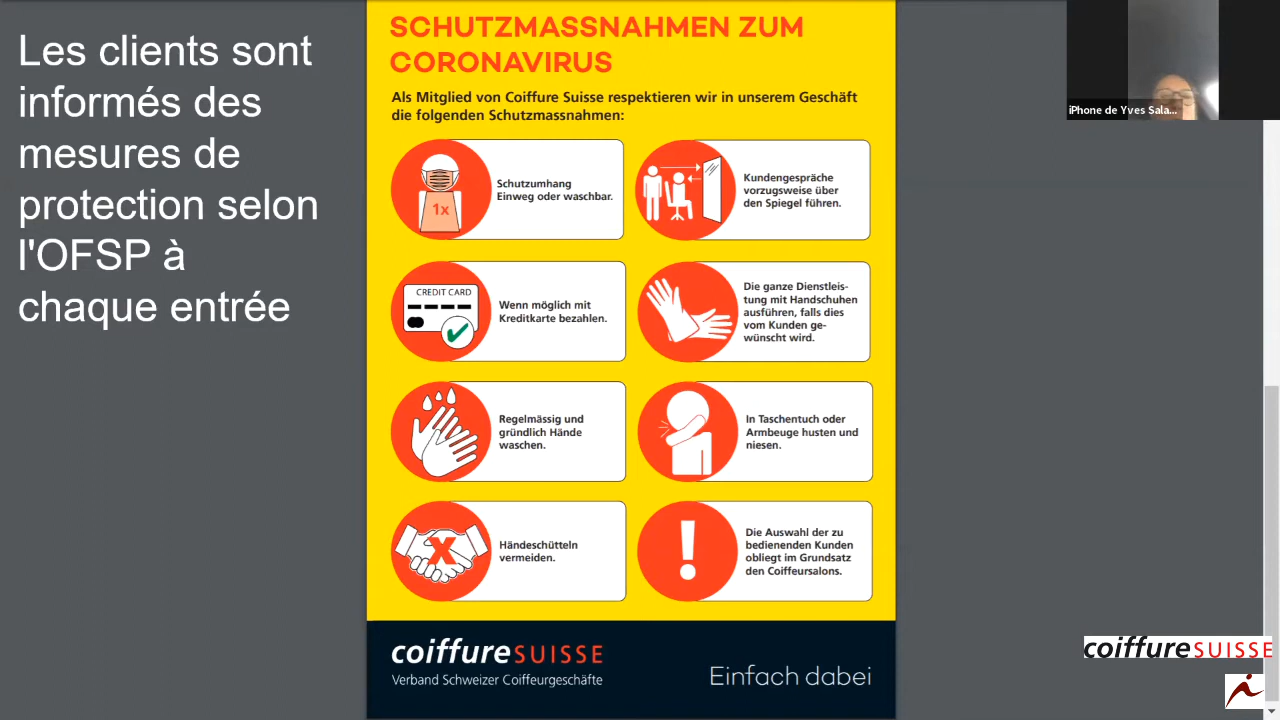 Les clients sont
informés des
mesures de
protection selon
l'OFSP à
chaque entrée
SCHUTZMASSNAHMEN ZUM
CORONAVIRUS
Als Mitglied von Coiffure Suisse respektieren wir in unserem Geschäft
die folgenden Schutzmassnahmen:
1x
Schutzumhang
Einweg oder waschbar.
Kundengespräche
vorzugsweise über
den Spiegel führen.
CREDIT CARD
Wenn möglich mit
Kreditkarte bezahlen.
Die ganze Dienstleis-
tung mit Handschuhen
ausführen, falls dies
vom Kunden ge-
wünscht wird.
Regelmässig und
gründlich Hände
waschen.
In Taschentuch oder
Armbeuge husten und
niesen.
Händeschütteln
vermeiden.
Die Auswahl der zu
bedienenden Kunden
obliegt im Grundsatz
den Coiffeursalons.
coiffureSUISSE
Verband Schweizer Coiffeurgeschäfte
Einfach dabei
iPhone de Yves Sala...
coiffureSUISSE